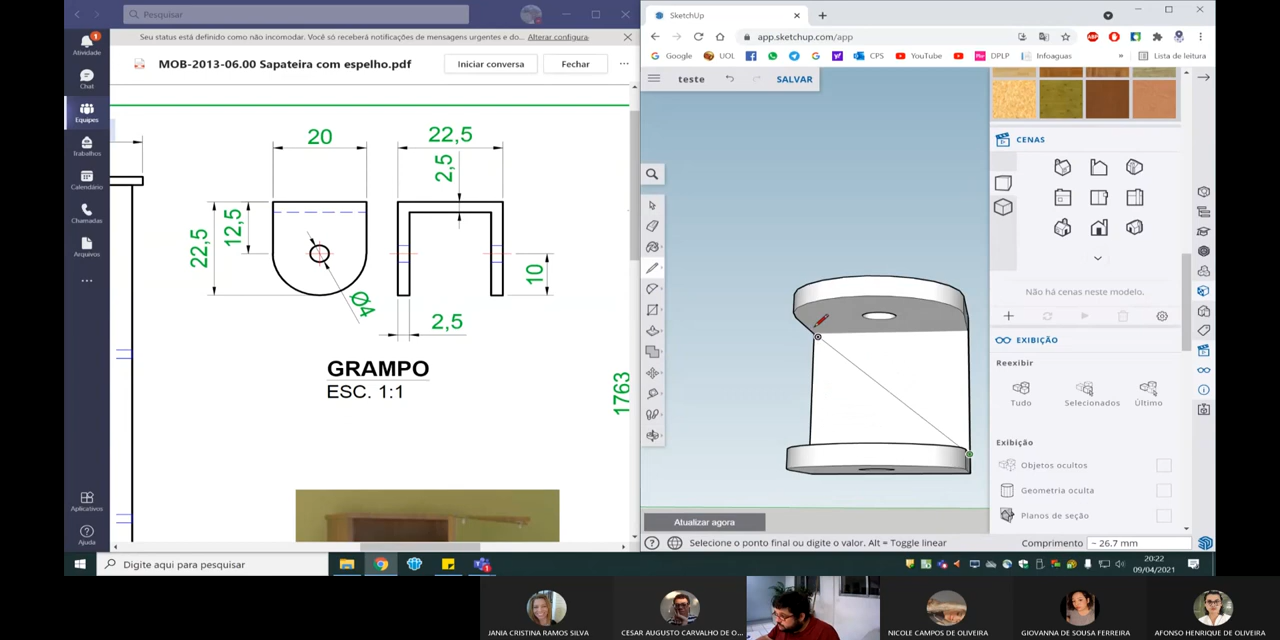 Pesquisar
Seu status está definido como não incomodar. Você só receberá notificações de mensagens urgentes e do... Alterar configura.
MOB-2013-06.00 Sapateira com espelho.pdf
Iniciar conversa
Fechar
Atividade
1
Chat
Equipes
Trabalhos
Calendário
Chamadas
Arquivos
Aplicativos
Ajuda
20
22,5
2,5
12,5
22,5
10
Ø4
2,5
GRAMPO
ESC. 1:1
1763
SketchUp
app.sketchup.com/app
Google
UOL
CPS
YouTube
DPLP
Infoaguas
Lista de leitura
teste
SALVAR
CENAS
Não há cenas neste modelo.
EXIBIÇÃO
Reexibir
Tudo
Selecionados
Último
Exibição
Objetos ocultos
Geometria oculta
Planos de seção
Atualizar agora
Selecione o ponto final ou digite o valor. Alt = Toggle linear
Comprimento
~ 26.7 mm
Digite aqui para pesquisar
20:22
09/04/2021
JANIA CRISTINA RAMOS SILVA
CESAR AUGUSTO CARVALHO DE O...
NICOLE CAMPOS DE OLIVEIRA
GIOVANNA DE SOUSA FERREIRA
AFONSO HENRIQUE DE OLIVEIRA